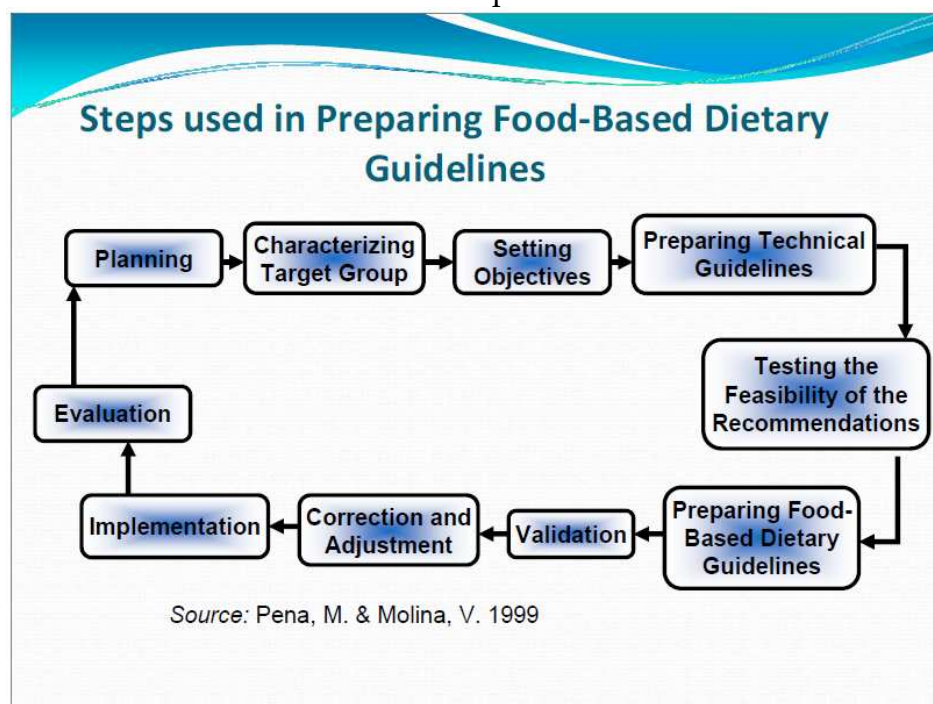 Steps used in Preparing Food-Based Dietary
Guidelines
Planning
Characterizing
Target Group
Setting
Objectives
Preparing Technical
Guidelines
Testing the
Feasibility of the
Recommendations
Preparing Food-
Based Dietary
Guidelines
Validation
Correction and
Adjustment
Implementation
Evaluation
Source: Pena, M. & Molina, V. 1999